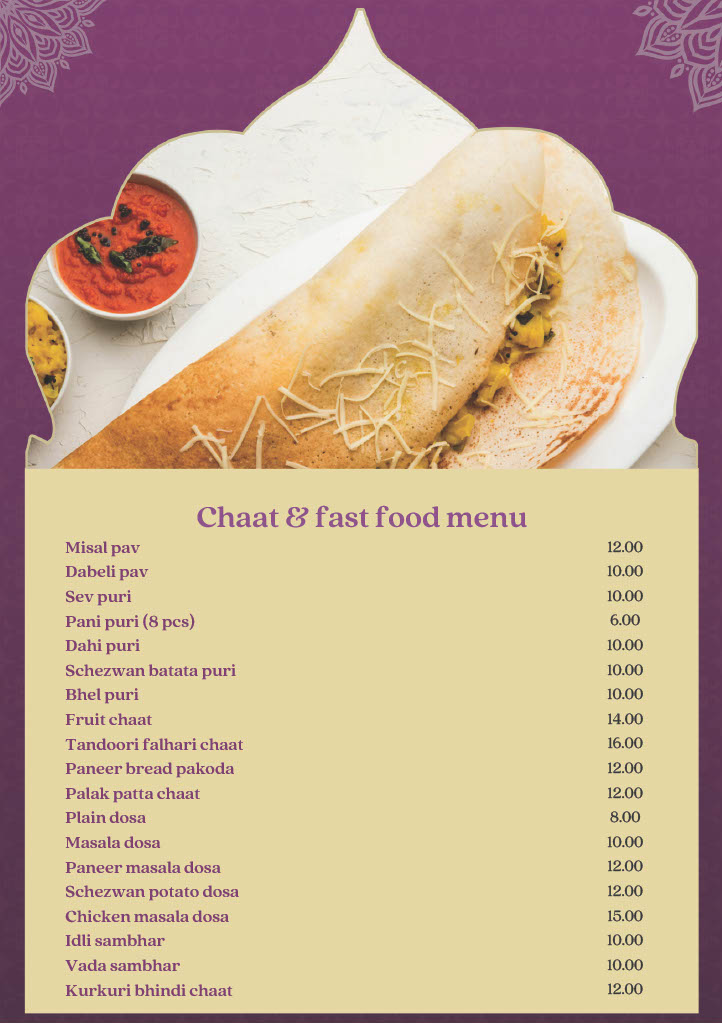 Chaat & fast food menu
Misal pav 12.00
Dabeli pav 10.00
Sev puri 10.00
Pani puri (8 pcs) 6.00
Dahi puri 10.00
Schezwan batata puri 10.00
Bhel puri 10.00
Fruit chaat 14.00
Tandoori falhari chaat 16.00
Paneer bread pakoda 12.00
Palak patta chaat 12.00
Plain dosa 8.00
Masala dosa 10.00
Paneer masala dosa 12.00
Schezwan potato dosa 12.00
Chicken masala dosa 15.00
Idli sambhar 10.00
Vada sambhar 10.00
Kurkuri bhindi chaat 12.00